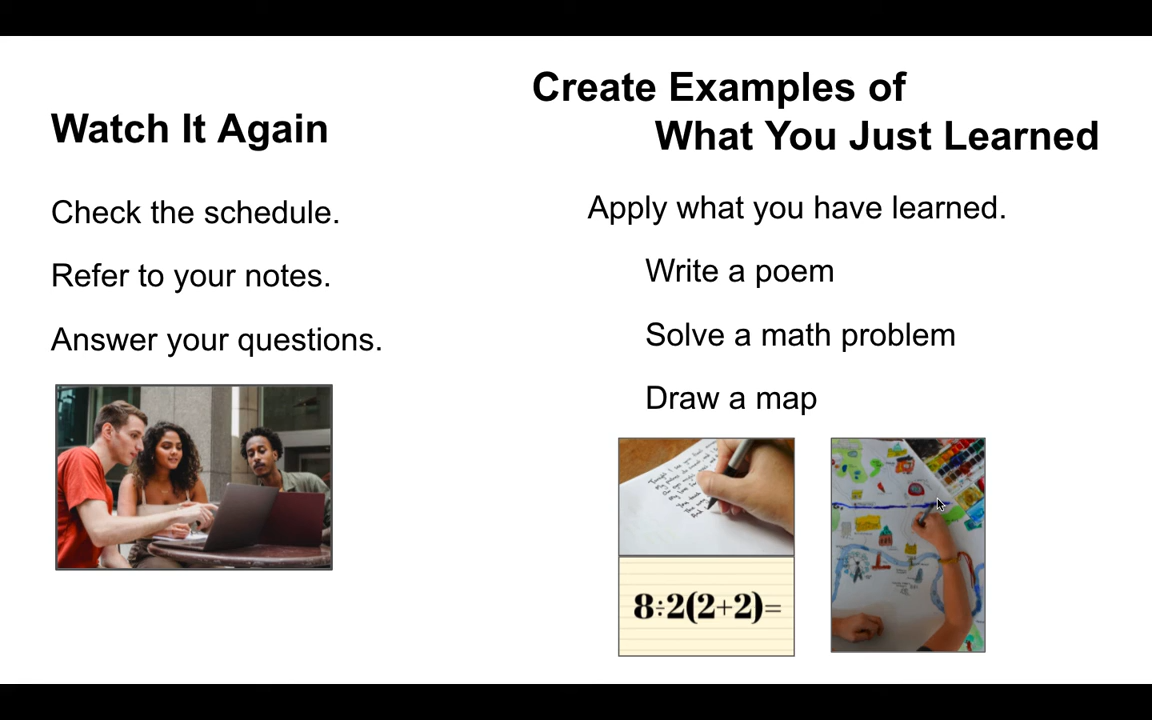 Watch It Again
Check the schedule.
Refer to your notes.
Answer your questions.
Create Examples of
What You Just Learned
Apply what you have learned.
Write a poem
Solve a math problem
Draw a map
8÷2(2+2)=